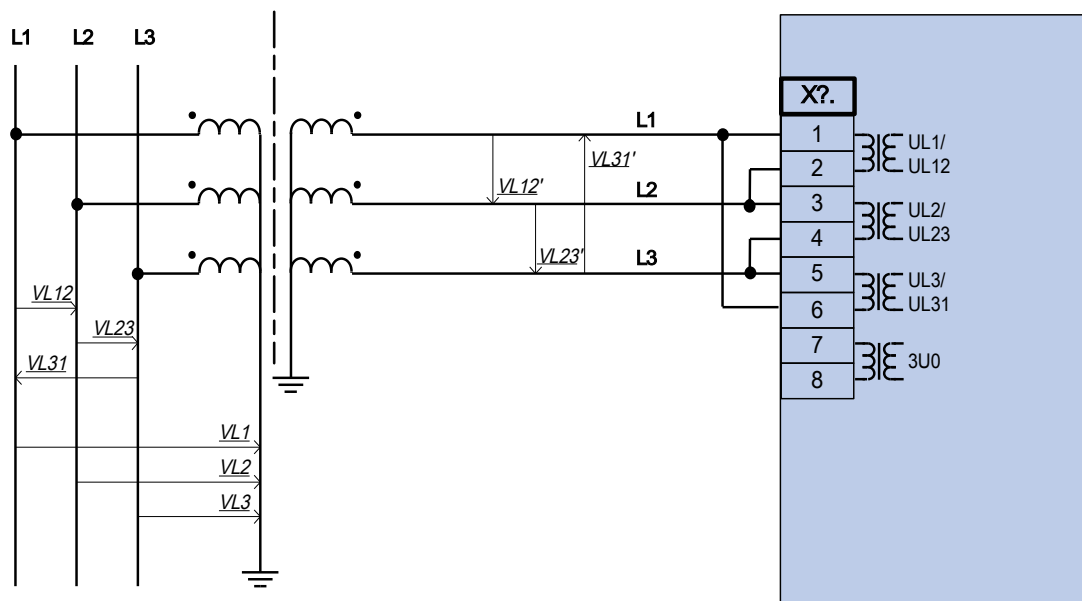 L1 L2 L3
X?.
L1
1
UL1/
UL12
VL31'
2
VL12'
L2
3
UL2/
UL23
4
VL23'
L3
5
UL3/
UL31
VL12
6
VL23
7
3U0
VL31
8
VL1
VL2
VL3